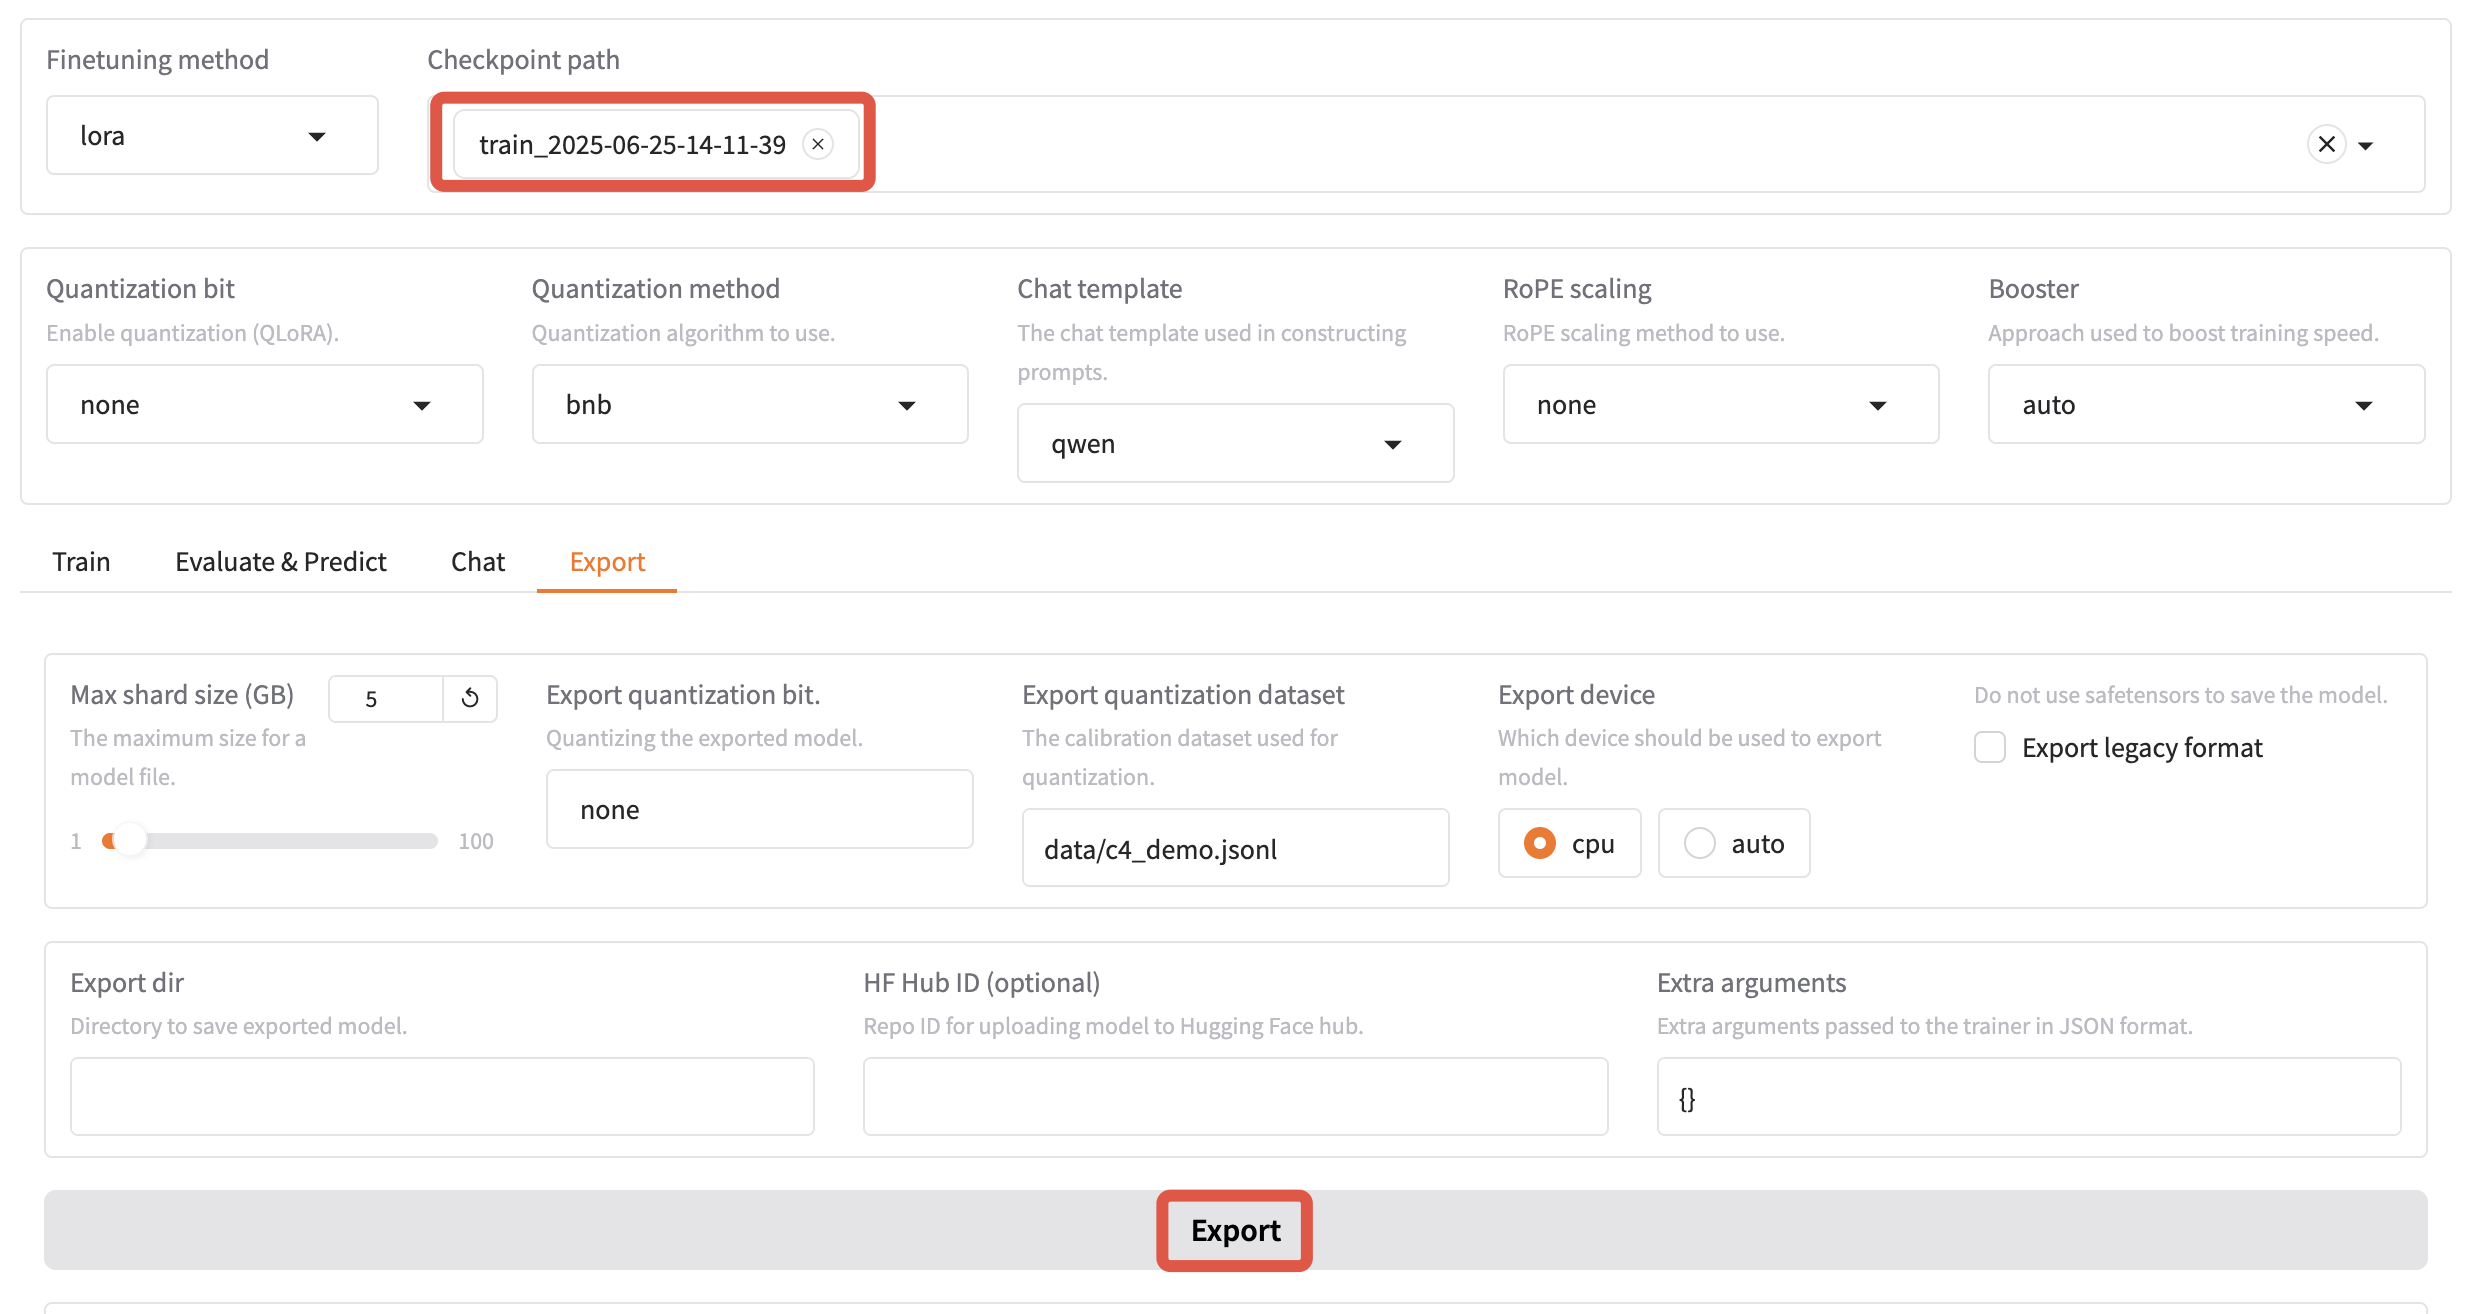 Finetuning method
Checkpoint path
lora
train_2025-06-25-14-11-39
Quantization bit
Enable quantization (QLoRA).
none
Quantization method
Quantization algorithm to use.
bnb
Chat template
The chat template used in constructing
prompts.
qwen
RoPE scaling
RoPE scaling method to use.
none
Booster
Approach used to boost training speed.
auto
Train
Evaluate & Predict
Chat
Export
Max shard size (GB)
5
The maximum size for a
model file.
1
100
Export quantization bit.
Quantizing the exported model.
none
Export quantization dataset
The calibration dataset used for
quantization.
data/c4_demo.jsonl
Export device
Which device should be used to export
model.
cpu
auto
Do not use safetensors to save the model.
Export legacy format
Export dir
Directory to save exported model.
HF Hub ID (optional)
Repo ID for uploading model to Hugging Face hub.
Extra arguments
Extra arguments passed to the trainer in JSON format.
{}
Export